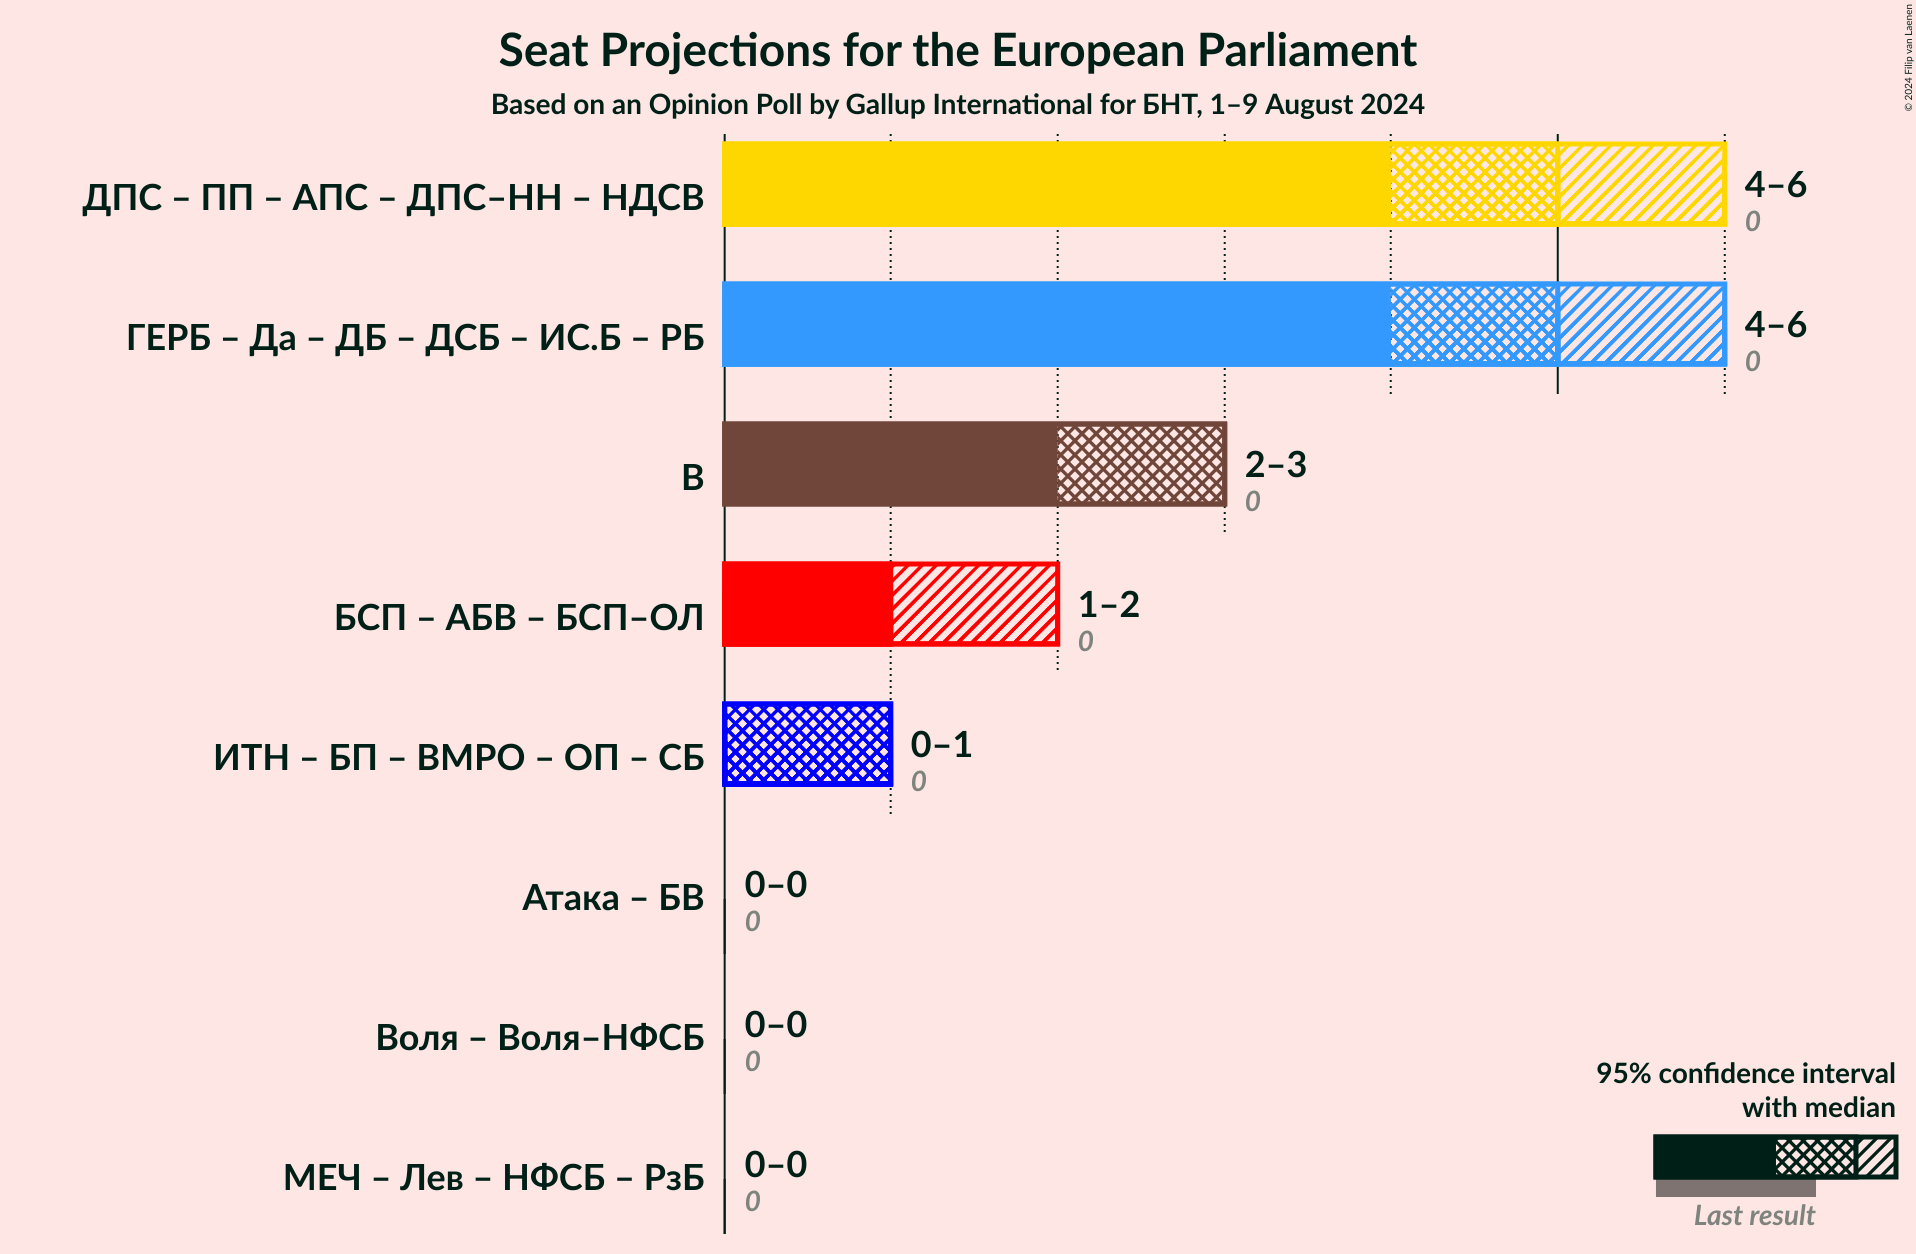 Seat Projections for the European Parliament
Based on an Opinion Poll by Gallup International for БНТ, 1–9 August 2024
© 2024 Filip van Laenen
ДПС – ПП – АПС – ДПС–НН – НДСВ
4–6
0
ГЕРБ – Да – ДБ – ДСБ – ИС.Б – РБ
4–6
0
В
2–3
0
БСП – АБВ – БСП–ОЛ
1–2
0
ИТН – БП – ВМРО – ОП – СБ
0–1
0
Атака – БВ
0–0
0
Воля – Воля–НФСБ
0–0
0
МЕЧ – Лев – НФСБ – РзБ
0–0
0
95% confidence interval
with median
Last result